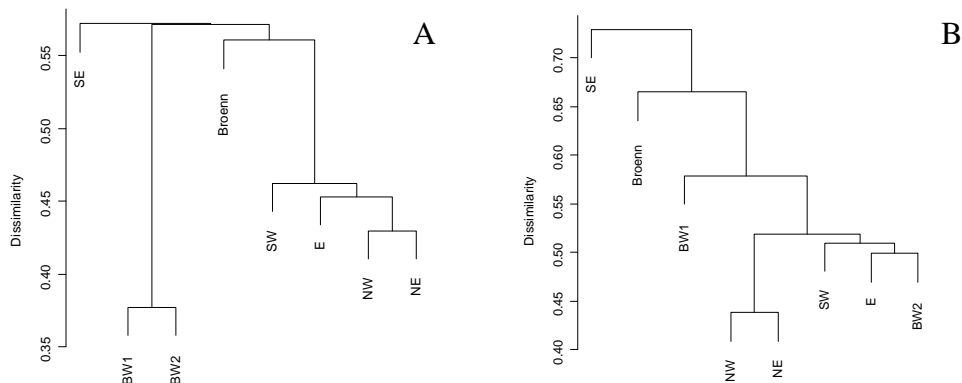 A
Dissimilarity
0.55
0.50
0.45
0.40
0.35
SE
Broenn
SW
E
NW
NE
BW1
BW2
B
Dissimilarity
0.70
0.65
0.60
0.55
0.50
0.45
0.40
SE
Broenn
BW1
SW
E
BW2
NW
NE